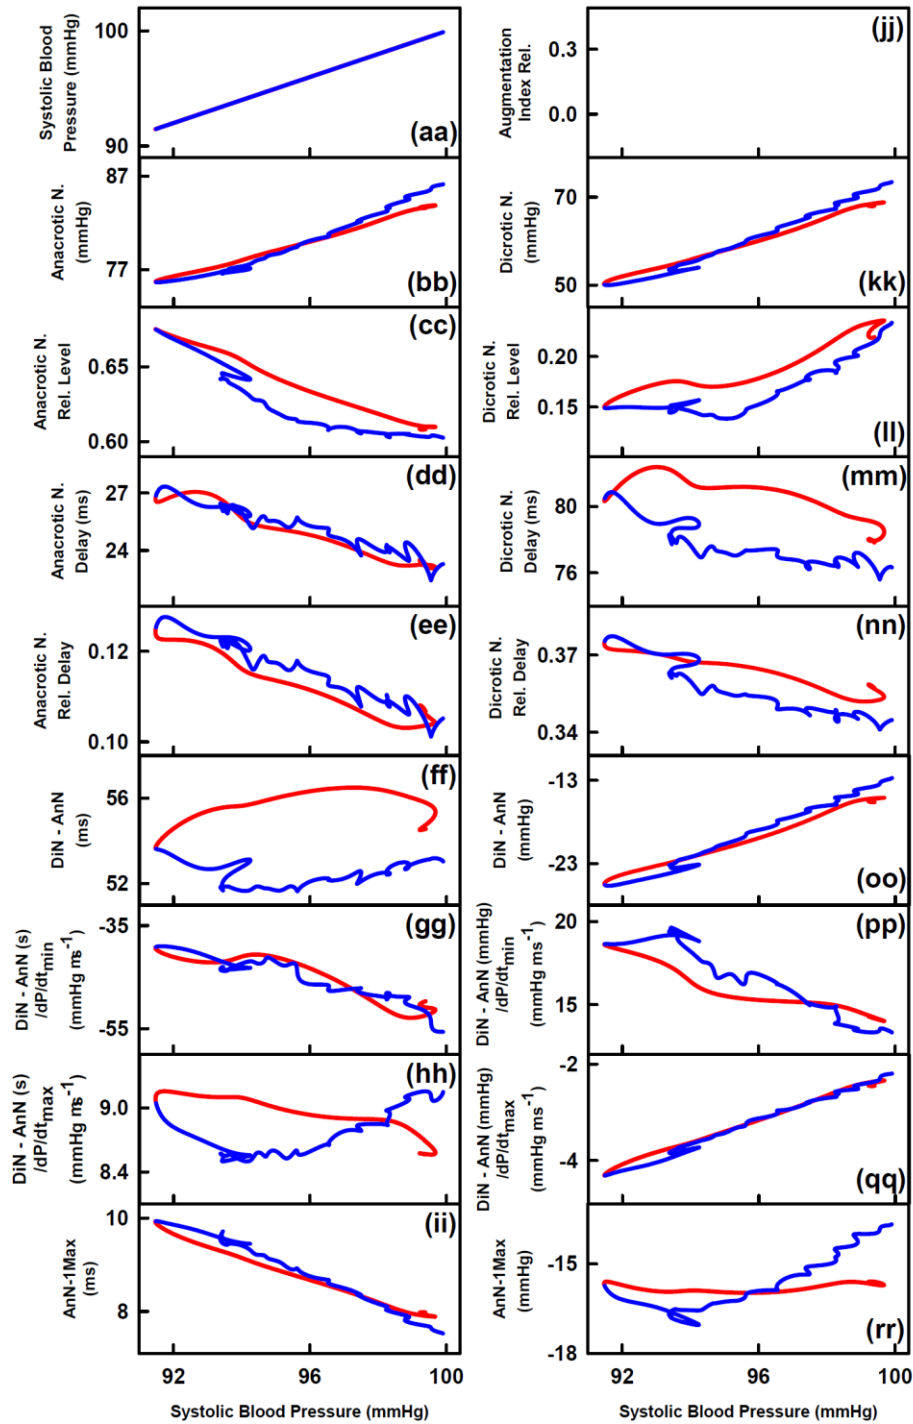 Systolic Blood
Pressure (mmHg)
100
90
(aa)
Anacrotic N.
(mmHg)
87
77
(bb)
Anacrotic N.
Rel. Level
0.65
0.60
(cc)
Anacrotic N.
Delay (ms)
27
24
(dd)
Anacrotic N.
Rel. Delay
0.12
0.10
(ee)
DiN - AnN
(ms)
56
52
(ff)
DiN - AnN (s)
/dP/dtmin
(mmHg ms-1)
-35
-55
(gg)
DiN - AnN (s)
/dP/dtmax
(mmHg ms-1)
9.0
8.4
(hh)
AnN-1Max
(ms)
10
8
(ii)
92 96 100
Systolic Blood Pressure (mmHg)
Augmentation
Index Rel.
0.3
0.0
(jj)
Dicrotic N.
(mmHg)
70
50
(kk)
Dicrotic N.
Rel. Level
0.20
0.15
(ll)
Dicrotic N.
Delay (ms)
80
76
(mm)
Dicrotic N.
Rel. Delay
0.37
0.34
(nn)
DiN - AnN
(mmHg)
-13
-23
(oo)
DiN - AnN (mmHg)
/dP/dtmin
(mmHg ms-1)
20
15
(pp)
DiN - AnN (mmHg)
/dP/dtmax
(mmHg ms-1)
-2
-4
(qq)
AnN-1Max
(mmHg)
-15
-18
(rr)
92 96 100
Systolic Blood Pressure (mmHg)